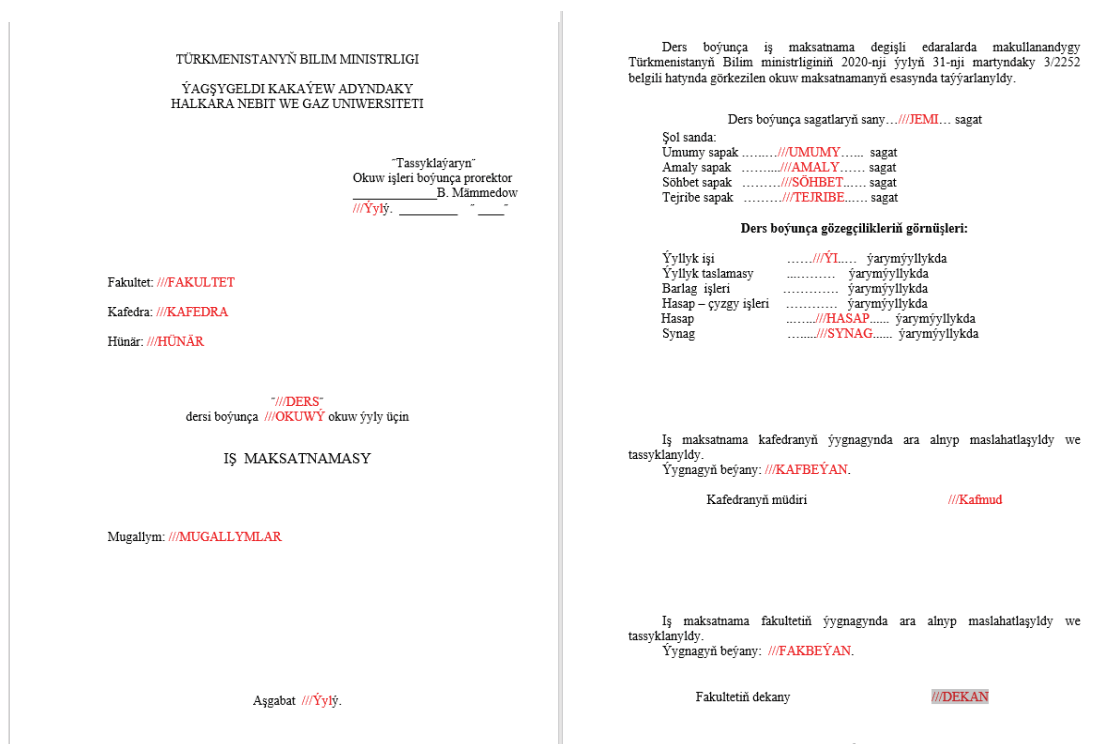 TÜRKMENISTANYŇ BILIM MINISTRLIGI
ÝAGŞYGELDI KAKAÝEW ADYNDAKY
HALKARA NEBIT WE GAZ UNIWERSITETI
"Tassyklaýaryn"
Okuw işleri boýunça prorektor
_____________B. Mämmedow
///Ýylý. _________ "____"
Fakultet: ///FAKULTET
Kafedra: ///KAFEDRA
Hünär: ///HÜNÄR
"///DERS"
dersi boýunça ///OKUWÝ okuw ýyly üçin
IŞ MAKSATNAMASY
Mugallym: ///MUGALLYMLAR
Aşgabat ///Ýylý.
Ders boýunça iş maksatnama degişli edaralarda makullanandygy
Türkmenistanyň Bilim ministrliginiň 2020-nji ýylyň 31-nji martyndaky 3/2252
belgili hatynda görkezilen okuw maksatnamanyň esasynda taýýarlanyldy.
Ders boýunça sagatlaryň sany…///JEMI… sagat
Şol sanda:
Umumy sapak ……….///UMUMY…... sagat
Amaly sapak ……....///AMALY…… sagat
Söhbet sapak ………///SÖHBET..…. sagat
Tejribe sapak ………///TEJRIBE..…. sagat
Ders boýunça gözegçilikleriň görnüşleri:
Ýyllyk işi ……///ÝI..… ýarymýyllykda
Ýyllyk taslamasy ...……… ýarymýyllykda
Barlag işleri …………. ýarymýyllykda
Hasap – çyzgy işleri ………… ýarymýyllykda
Hasap ..…...///HASAP...... ýarymýyllykda
Synag ….....///SYNAG...... ýarymýyllykda
Iş maksatnama kafedranyň ýygnagynda ara alnyp maslahatlaşyldy we
tassyklanyldy.
Ýygnagyň beýany: ///KAFBEÝAN.
Kafedranyň müdiri ///Kafmud
Iş maksatnama fakultetiň ýygnagynda ara alnyp maslahatlaşyldy we
tassyklanyldy.
Ýygnagyň beýany: ///FAKBEÝAN.
Fakultetiň dekany ///DEKAN